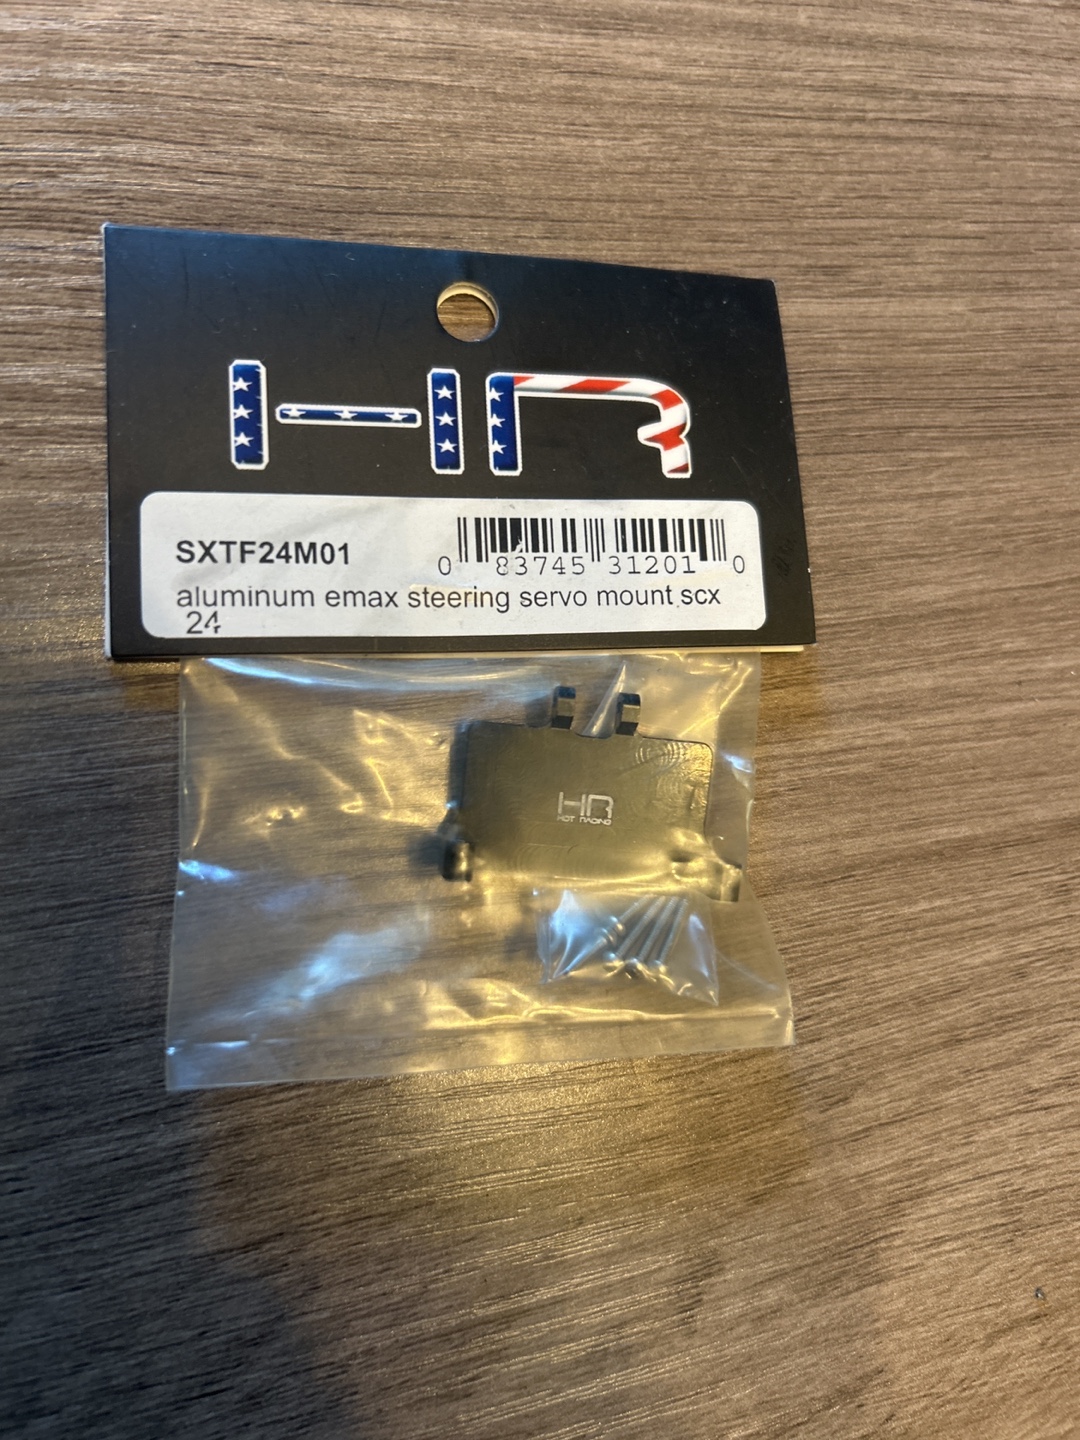 HR
SXTF24M01
0 83745 31201 0
aluminum emax steering servo mount scx
24
HR
HOT RACING